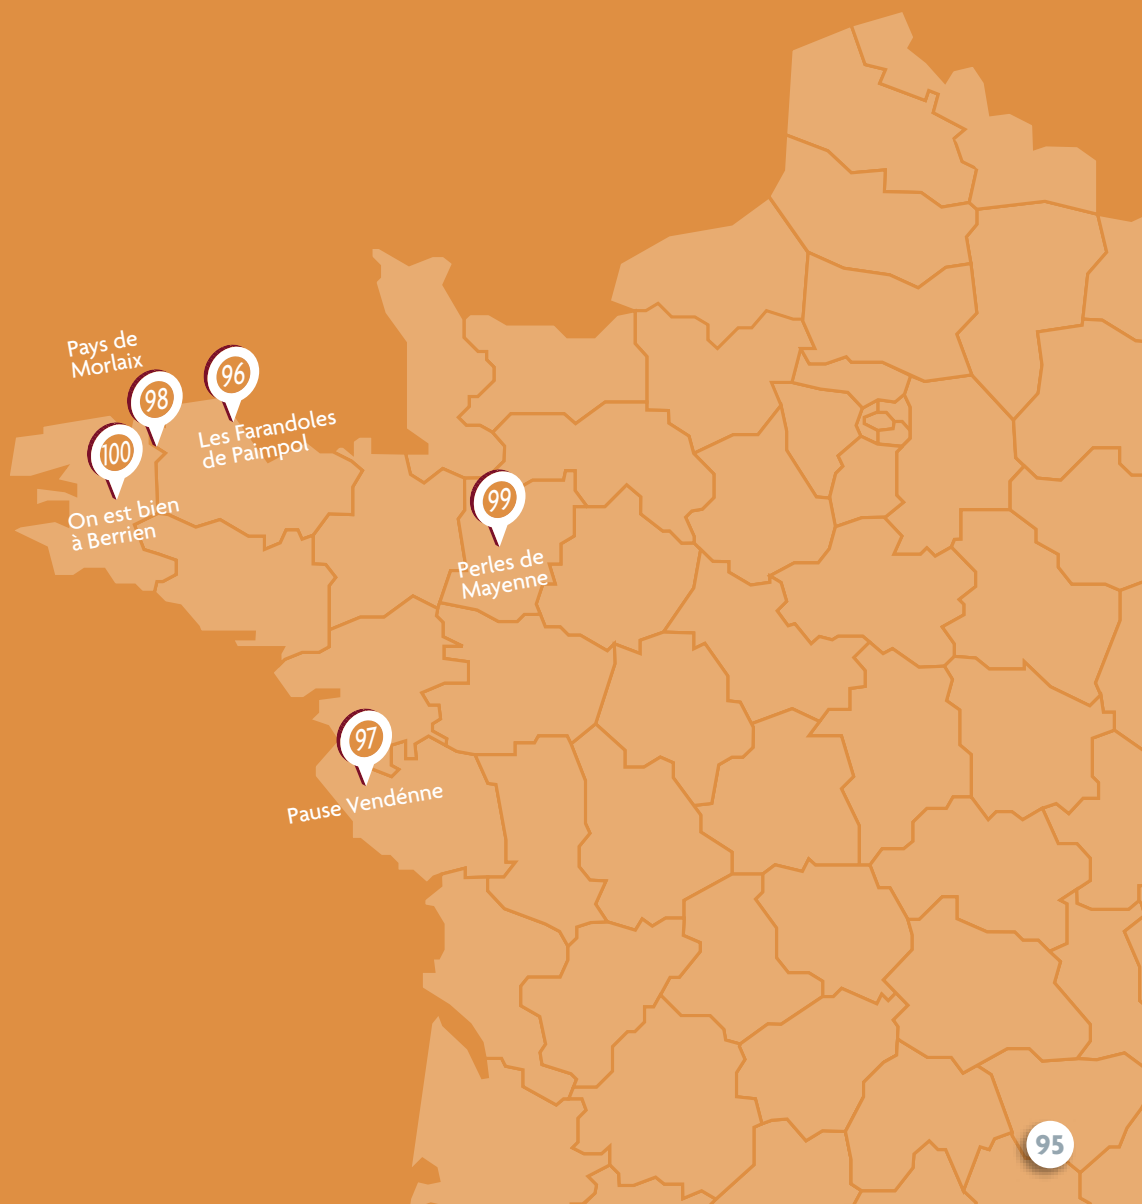 Pays de
Morlaix
98
96
Les Farandoles
de Paimpol
100
On est bien
à Berrien
99
Perles de
Mayenne
97
Pause Vendénne
95